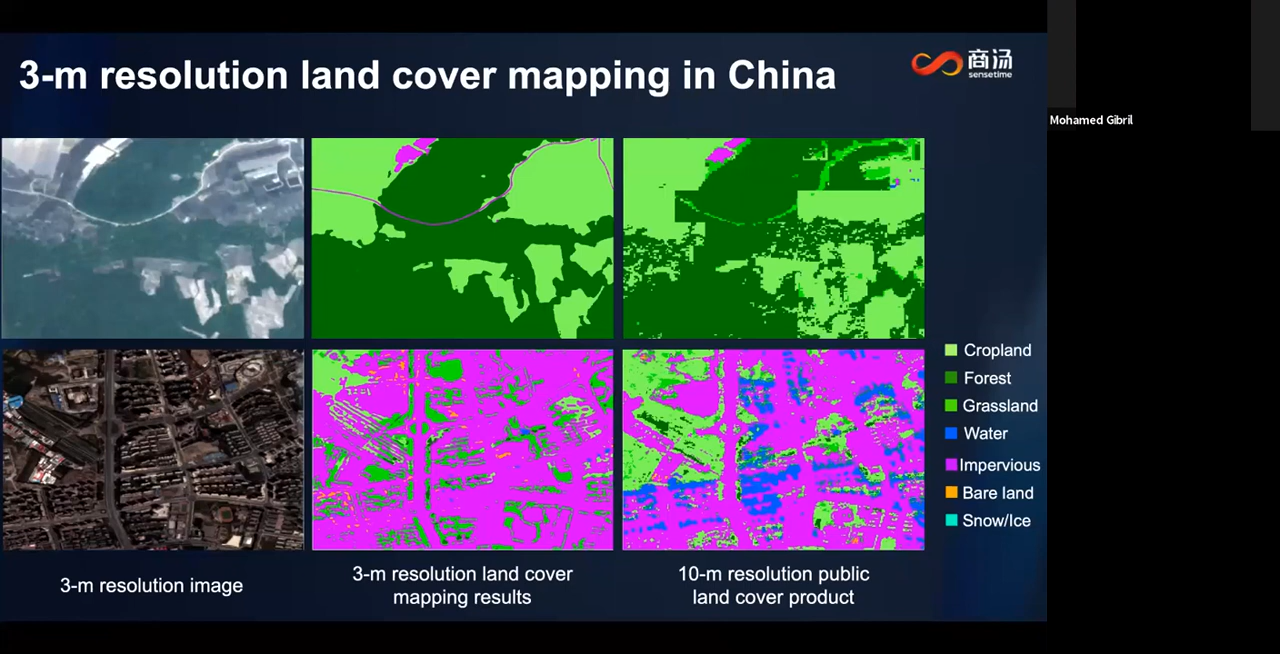 3-m resolution land cover mapping in China
商汤
sensetime
Mohamed Gibril
Cropland
Forest
Grassland
Water
Impervious
Bare land
Snow/Ice
3-m resolution image
3-m resolution land cover
mapping results
10-m resolution public
land cover product